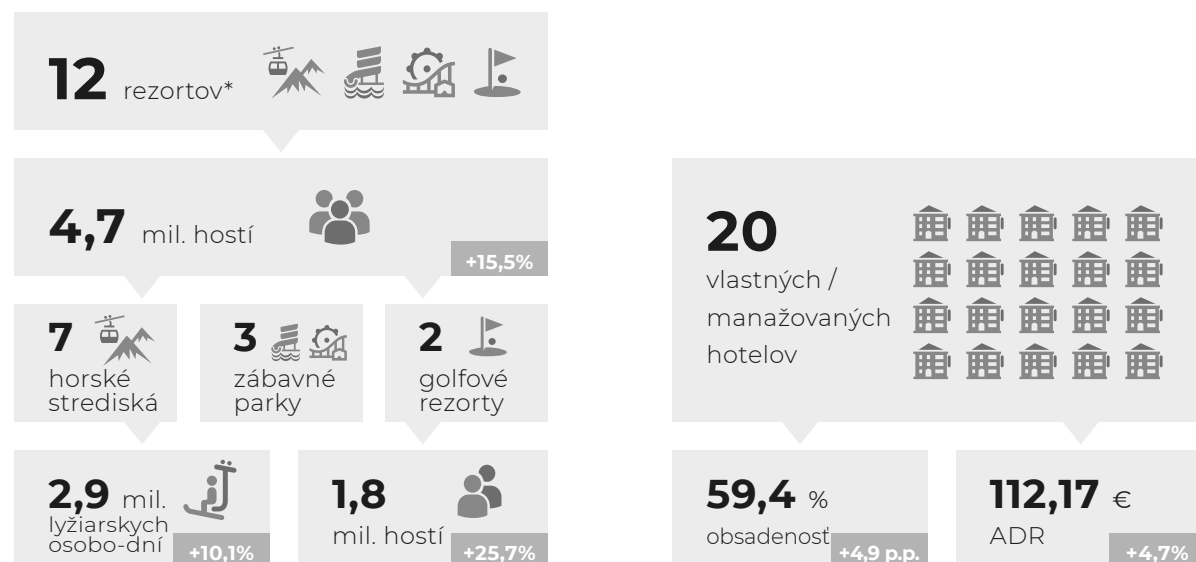 12 rezortov*
4,7 mil. hostí
+15,5%
7
horské
strediská
3
zábavné
parky
2
golfové
rezorty
2,9 mil.
lyžiarskych
osobo-dní
+10,1%
1,8
mil. hostí
+25,7%
20
vlastných /
manažovaných
hotelov
59,4 %
obsadenosť
+4,9 p.p.
112,17 €
ADR
+4,7%